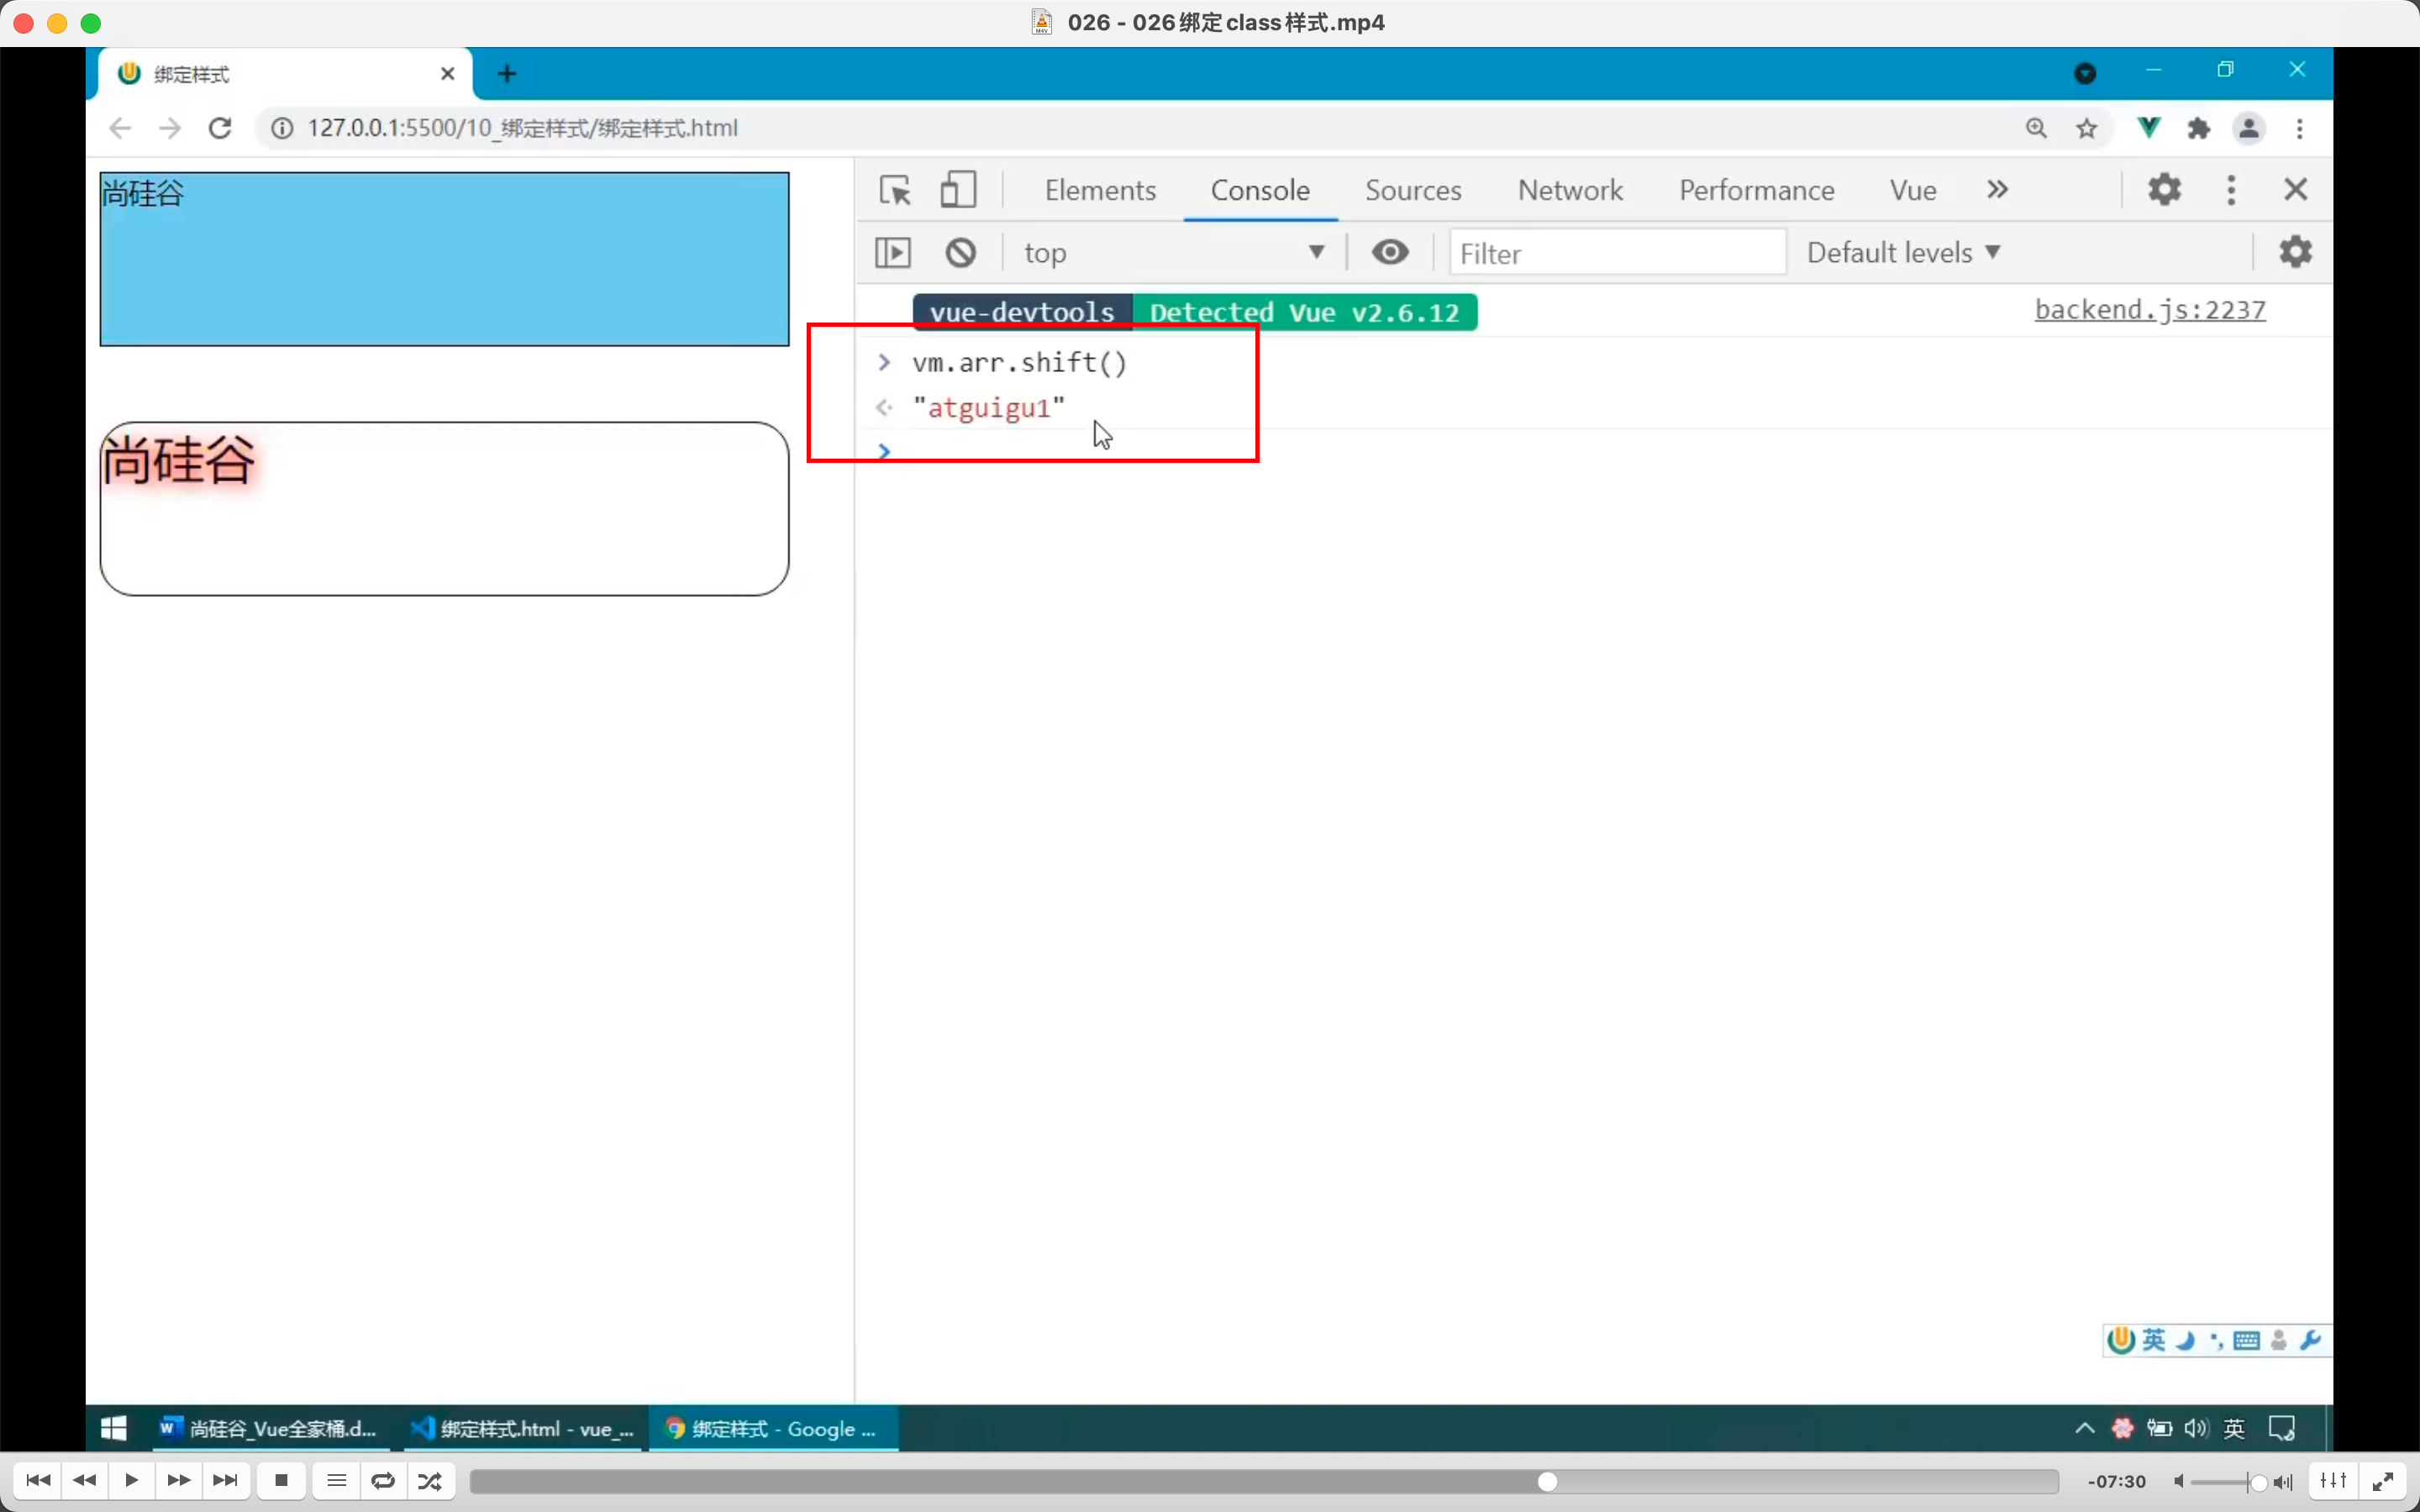 026 - 026绑定class样式.mp4
绑定样式
127.0.0.1:5500/10_绑定样式/绑定样式.html
尚硅谷
尚硅谷
Elements Console Sources Network Performance Vue
top Filter Default levels
vue-devtools Detected Vue v2.6.12 backend.js:2237
> vm.arr.shift()
"atguigu1"
>
英
尚硅谷_Vue全家桶.d... 绑定样式.html - vue_... 绑定样式 - Google ... 英
-07:30